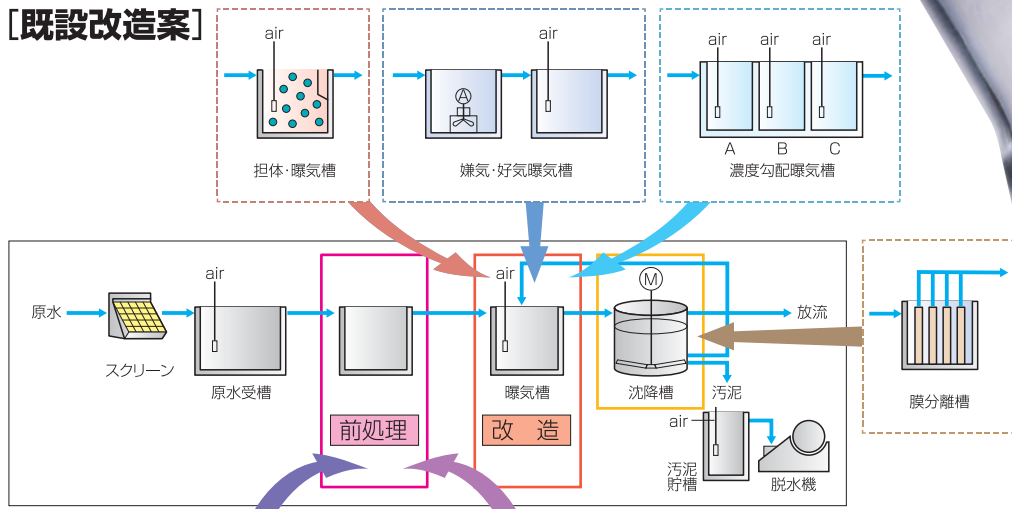 [既設改造案]
air
担体・曝気槽
A
air
嫌気・好気曝気槽
air
air
air
A
B
C
濃度勾配曝気槽
原水
スクリーン
air
原水受槽
前処理
air
曝気槽
改 造
M
沈降槽
放流
汚泥
air
汚泥
貯槽
脱水機
膜分離槽